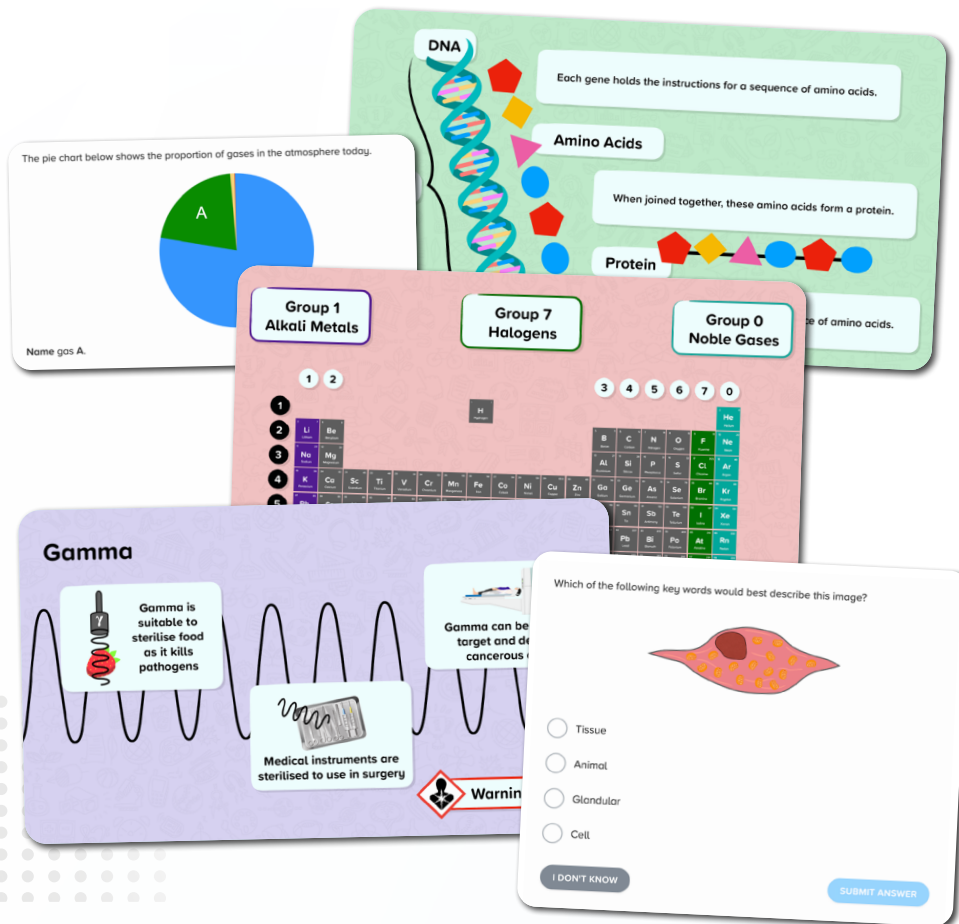 DNA
Each gene holds the instructions for a sequence of amino acids.
Amino Acids
When joined together, these amino acids form a protein.
Protein
ce of amino acids.
The pie chart below shows the proportion of gases in the atmosphere today.
A
Name gas A.
Group 1
Alkali Metals
Group 7
Halogens
Group 0
Noble Gases
1 2
3 4 5 6 7 0
1
H
He
2
Li Be
B C N O F Ne
3
Na Mg
Al Si P S Cl Ar
4
K Ca Sc Ti V Cr Mn Fe Co Ni Cu Zn Ga Ge As Se Br Kr
Sn Sb Te I Xe
Pb Bi Po At Rn
Gamma
γ
Gamma is
suitable to
sterilise food
as it kills
pathogens
Gamma can be
target and de
cancerous
Medical instruments are
sterilised to use in surgery
Warnin
Which of the following key words would best describe this image?
Tissue
Animal
Glandular
Cell
I DON'T KNOW
SUBMIT ANSWER